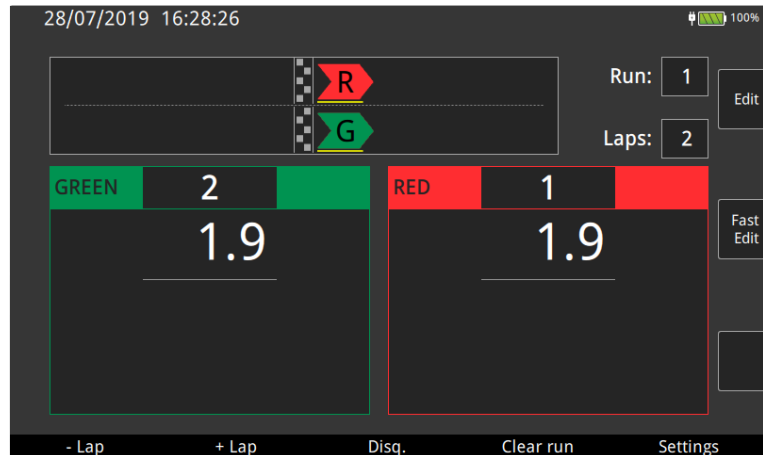 28/07/2019 16:28:26 100%
R
Run: 1
Edit
G
Laps: 2
GREEN 2
RED 1
1.9
1.9
Fast
Edit
- Lap + Lap Disq. Clear run Settings